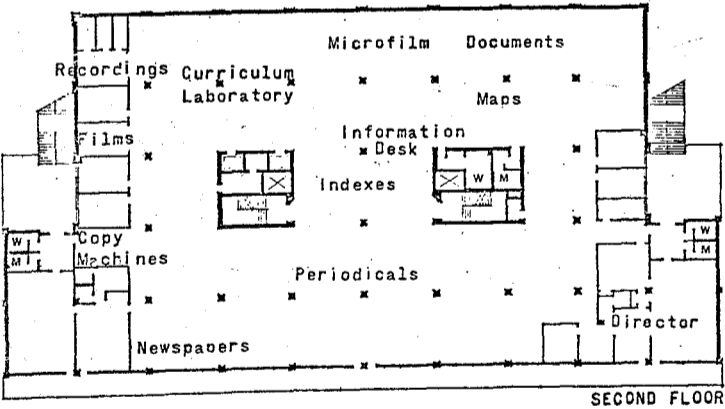 Microfilm Documents
Recordings
Curriculum
Laboratory
Maps
Information
Desk
Films
W M
Indexes
W
M
Copy
Machines
W
M
Periodicals
Director
Newspapers
SECOND FLOOR